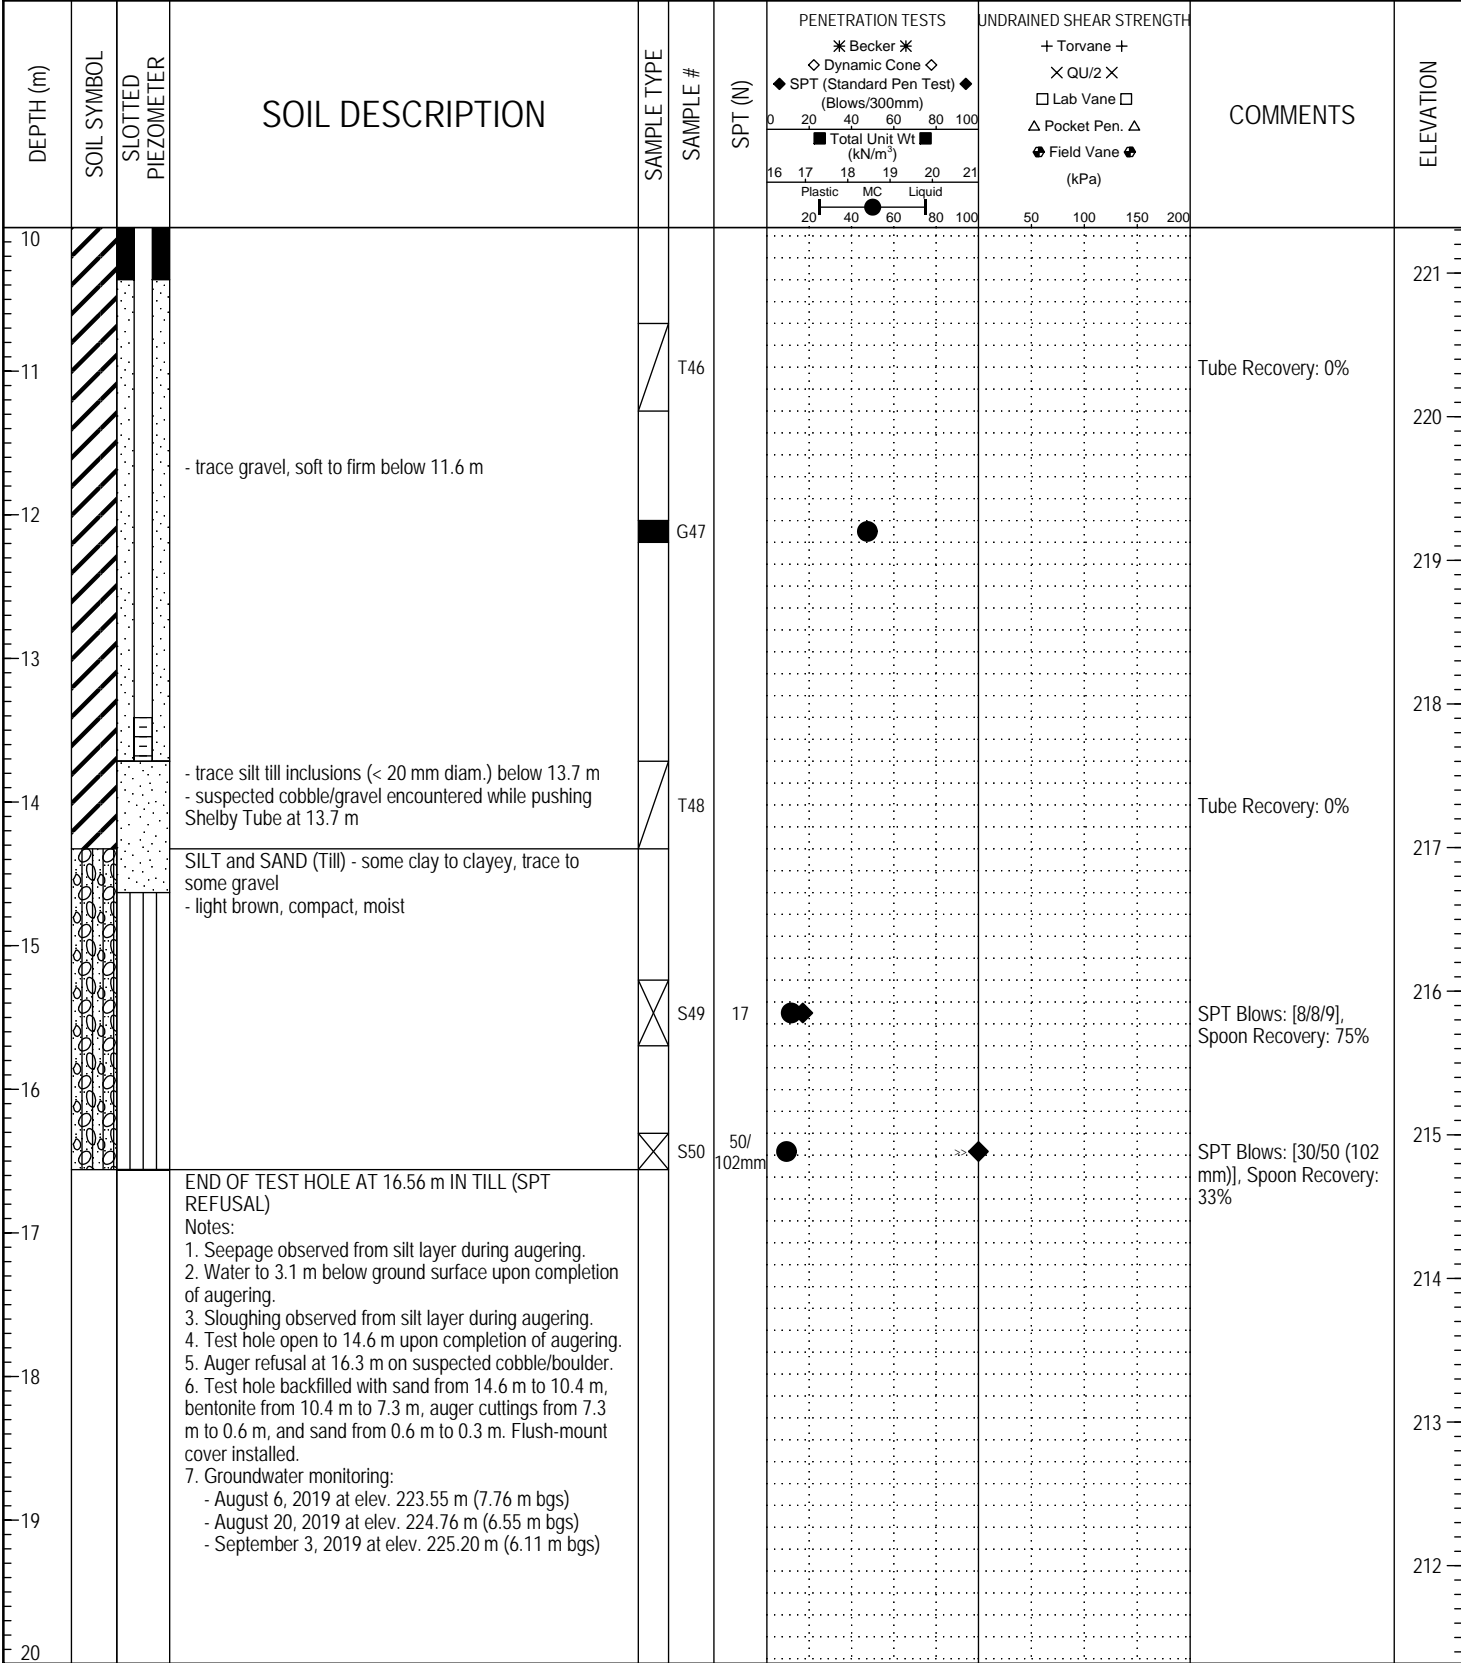 DEPTH (m)
SOIL SYMBOL
SLOTTED
PIEZOMETER
SOIL DESCRIPTION
SAMPLE TYPE
SAMPLE #
SPT (N)
PENETRATION TESTS
Becker
Dynamic Cone
SPT (Standard Pen Test)
(Blows/300mm)
0 20 40 60 80 100
Total Unit Wt
(kN/m³)
16 17 18 19 20 21
Plastic MC Liquid
20 40 60 80 100
UNDRAINED SHEAR STRENGTH
+ Torvane +
QU/2
Lab Vane
Pocket Pen.
Field Vane
(kPa)
50 100 150 200
COMMENTS
ELEVATION
10
221
T46
11
Tube Recovery: 0%
220
- trace gravel, soft to firm below 11.6 m
12
G47
219
13
218
- trace silt till inclusions (< 20 mm diam.) below 13.7 m
- suspected cobble/gravel encountered while pushing
Shelby Tube at 13.7 m
14
T48
Tube Recovery: 0%
217
SILT and SAND (Till) - some clay to clayey, trace to
some gravel
- light brown, compact, moist
15
216
S49
17
SPT Blows: [8/8/9],
Spoon Recovery: 75%
16
215
S50
50/
102mm
>>
SPT Blows: [30/50 (102
mm)], Spoon Recovery:
33%
END OF TEST HOLE AT 16.56 m IN TILL (SPT
REFUSAL)
Notes:
17
1. Seepage observed from silt layer during augering.
2. Water to 3.1 m below ground surface upon completion
of augering.
214
3. Sloughing observed from silt layer during augering.
4. Test hole open to 14.6 m upon completion of augering.
5. Auger refusal at 16.3 m on suspected cobble/boulder.
18
6. Test hole backfilled with sand from 14.6 m to 10.4 m,
bentonite from 10.4 m to 7.3 m, auger cuttings from 7.3
m to 0.6 m, and sand from 0.6 m to 0.3 m. Flush-mount
cover installed.
213
7. Groundwater monitoring:
- August 6, 2019 at elev. 223.55 m (7.76 m bgs)
19
- August 20, 2019 at elev. 224.76 m (6.55 m bgs)
- September 3, 2019 at elev. 225.20 m (6.11 m bgs)
212
20